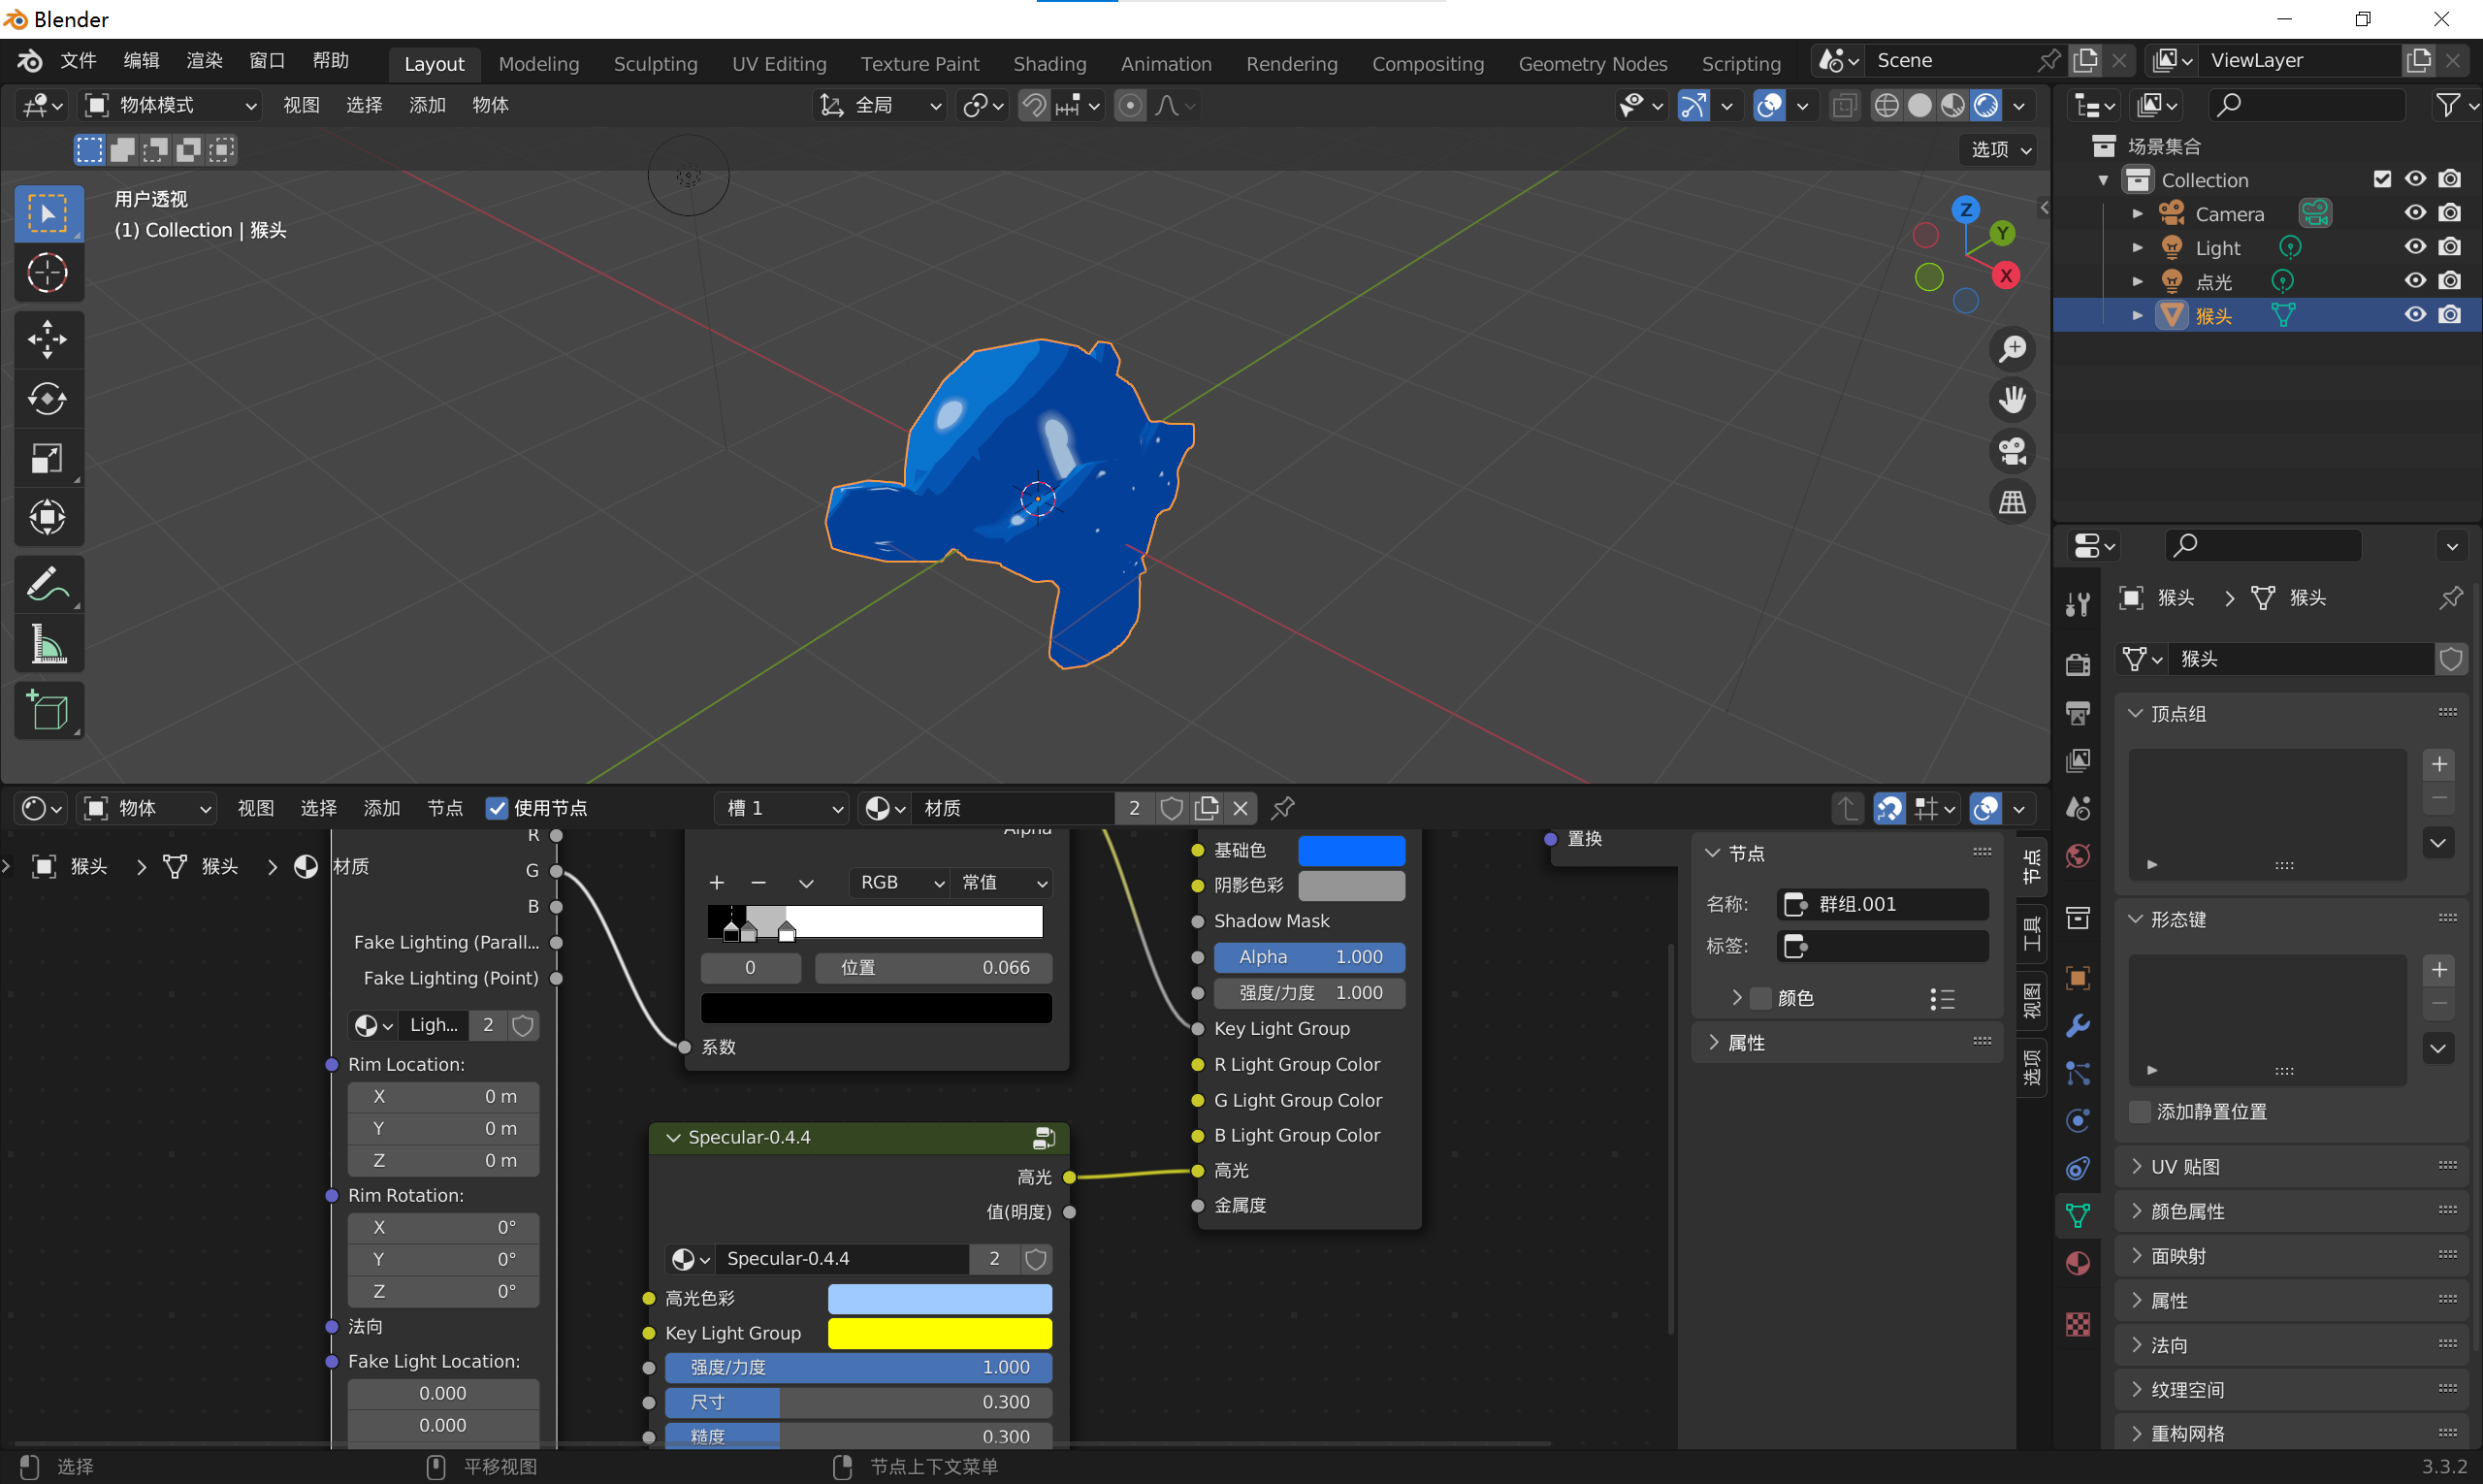 Blender
文件 编辑 渲染 窗口 帮助 Layout Modeling Sculpting UV Editing Texture Paint Shading Animation Rendering Compositing Geometry Nodes Scripting Scene ViewLayer
物体模式 视图 选择 添加 物体 全局
选项
用户透视
(1) Collection | 猴头
Z
Y
X
场景集合
Collection
Camera
Light
点光
猴头
猴头 猴头
猴头
顶点组
形态键
添加静置位置
UV 贴图
颜色属性
面映射
属性
法向
纹理空间
重构网格
物体 视图 选择 添加 节点 使用节点 槽 1 材质 2
猴头 猴头 材质
R
G
B
Fake Lighting (Parall...
Fake Lighting (Point)
Ligh... 2
Rim Location:
X 0 m
Y 0 m
Z 0 m
Rim Rotation:
X 0°
Y 0°
Z 0°
法向
Fake Light Location:
0.000
0.000
Alpha
RGB 常值
0 位置 0.066
系数
Specular-0.4.4
高光
值(明度)
Specular-0.4.4 2
高光色彩
Key Light Group
强度/力度 1.000
尺寸 0.300
糙度 0.300
基础色
阴影色彩
Shadow Mask
Alpha 1.000
强度/力度 1.000
Key Light Group
R Light Group Color
G Light Group Color
B Light Group Color
高光
金属度
置换
节点
名称: 群组.001
标签:
颜色
属性
节点
工具
视图
选项
选择 平移视图 节点上下文菜单 3.3.2